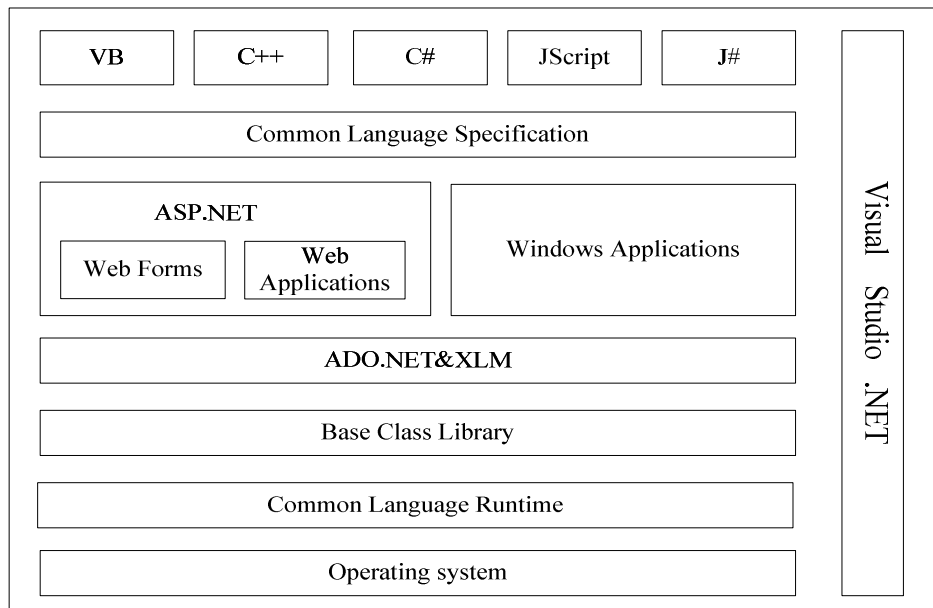 VB
C++
C#
JScript
J#
Common Language Specification
ASP.NET
Web Forms
Web
Applications
Windows Applications
ADO.NET&XLM
Base Class Library
Common Language Runtime
Operating system
Visual Studio .NET